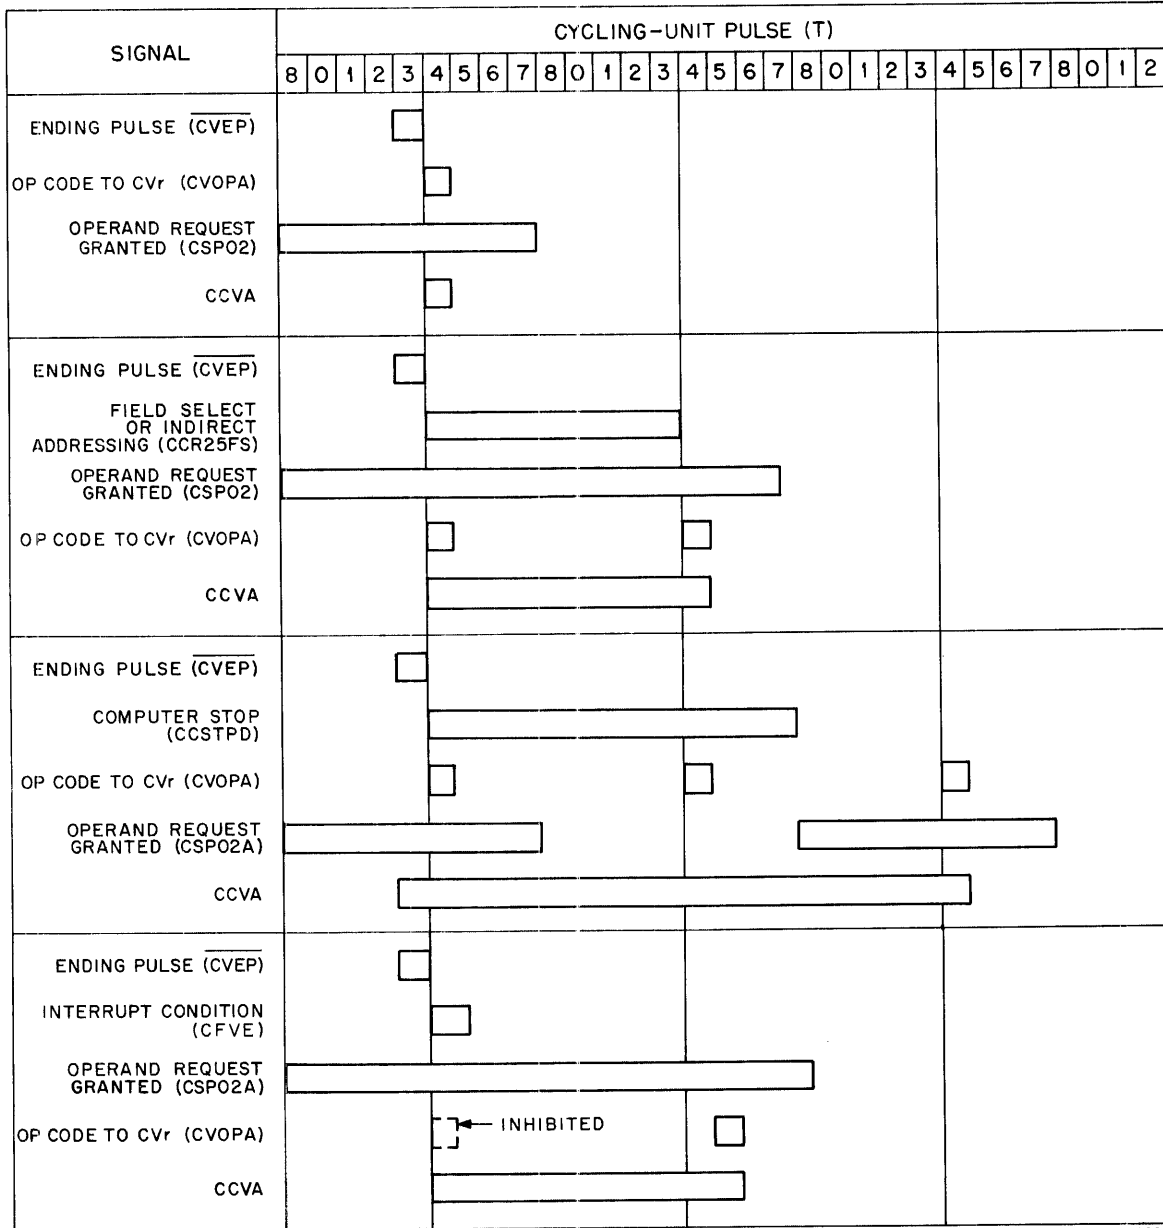 SIGNAL
CYCLING-UNIT PULSE (T)
8 0 1 2 3 4 5 6 7 8 0 1 2 3 4 5 6 7 8 0 1 2 3 4 5 6 7 8 0 1 2
ENDING PULSE (CVEP)
OP CODE TO CVr (CVOPA)
OPERAND REQUEST
GRANTED (CSPO2)
CCVA
ENDING PULSE (CVEP)
FIELD SELECT
OR INDIRECT
ADDRESSING (CCR25FS)
OPERAND REQUEST
GRANTED (CSPO2)
OP CODE TO CVr (CVOPA)
CCVA
ENDING PULSE (CVEP)
COMPUTER STOP
(CCSTPD)
OP CODE TO CVr (CVOPA)
OPERAND REQUEST
GRANTED (CSPO2A)
CCVA
ENDING PULSE (CVEP)
INTERRUPT CONDITION
(CFVE)
OPERAND REQUEST
GRANTED (CSPO2A)
OP CODE TO CVr (CVOPA)
INHIBITED
CCVA